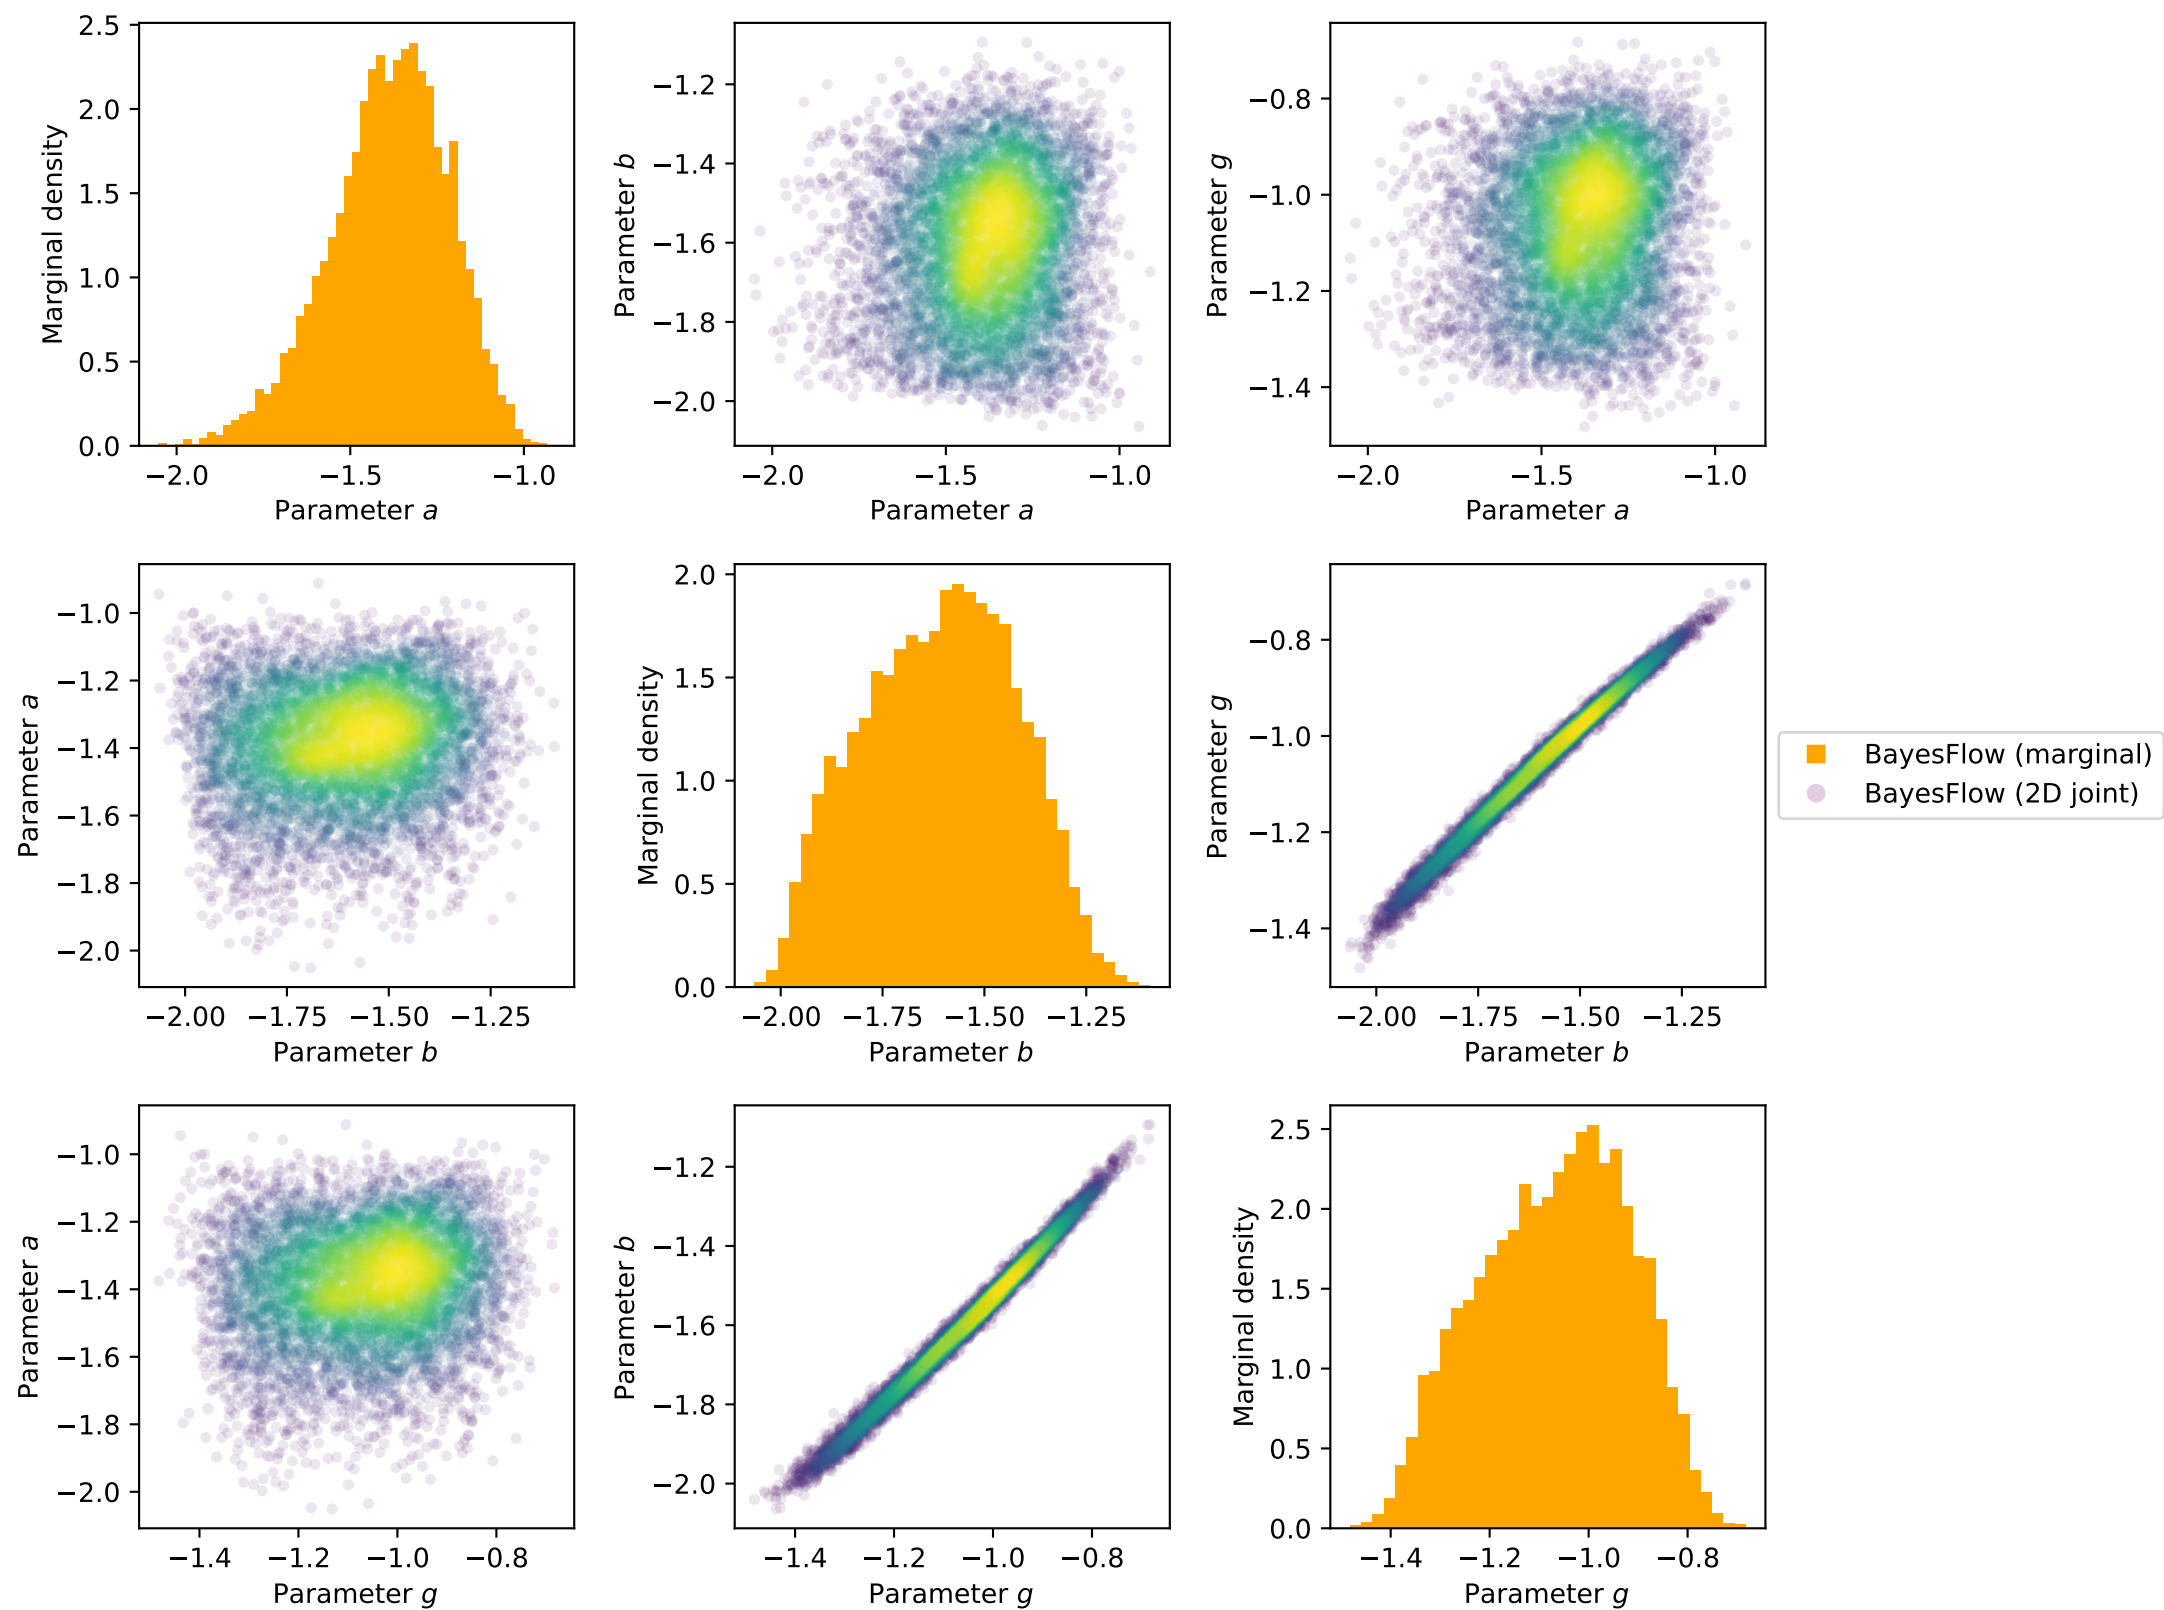 2.5
2.0
1.5
1.0
0.5
0.0
Marginal density
−2.0 −1.5 −1.0
Parameter a
−1.2
−1.4
−1.6
−1.8
−2.0
Parameter b
−2.0 −1.5 −1.0
Parameter a
−0.8
−1.0
−1.2
−1.4
Parameter g
−2.0 −1.5 −1.0
Parameter a
−1.0
−1.2
−1.4
−1.6
−1.8
−2.0
Parameter a
−2.00 −1.75 −1.50 −1.25
Parameter b
2.0
1.5
1.0
0.5
0.0
Marginal density
−2.00 −1.75 −1.50 −1.25
Parameter b
−0.8
−1.0
−1.2
−1.4
Parameter g
−2.00 −1.75 −1.50 −1.25
Parameter b
BayesFlow (marginal)
BayesFlow (2D joint)
−1.0
−1.2
−1.4
−1.6
−1.8
−2.0
Parameter a
−1.4 −1.2 −1.0 −0.8
Parameter g
−1.2
−1.4
−1.6
−1.8
−2.0
Parameter b
−1.4 −1.2 −1.0 −0.8
Parameter g
2.5
2.0
1.5
1.0
0.5
0.0
Marginal density
−1.4 −1.2 −1.0 −0.8
Parameter g